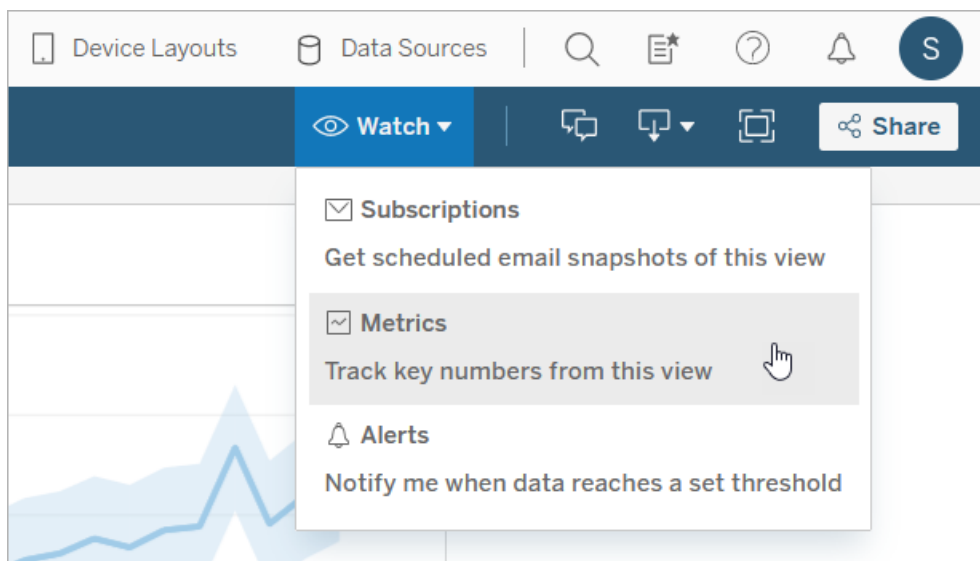 Device Layouts Data Sources S
Watch Share
Subscriptions
Get scheduled email snapshots of this view
Metrics
Track key numbers from this view
Alerts
Notify me when data reaches a set threshold